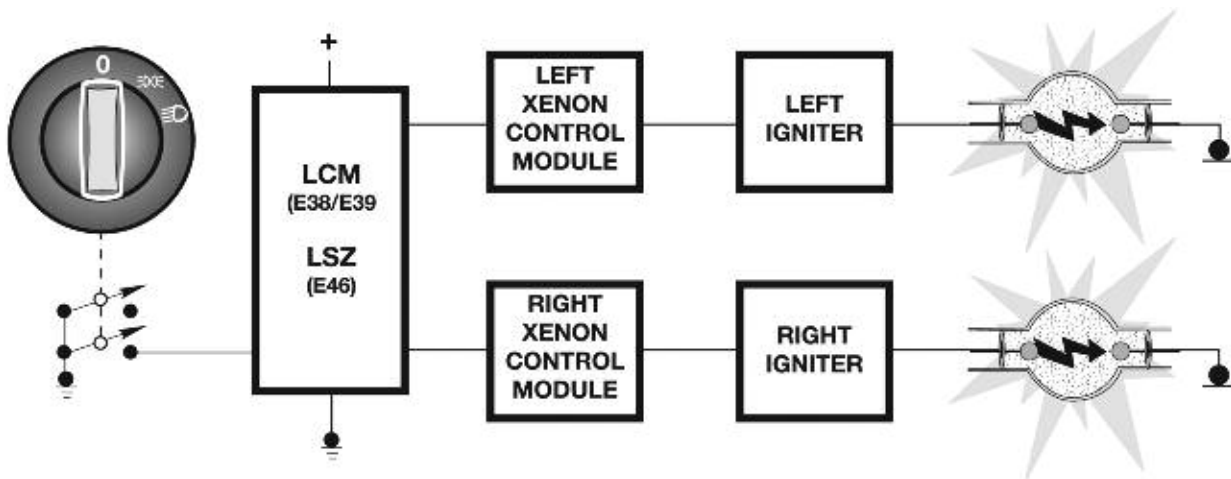 0
+
LCM
(E38/E39
LSZ
(E46)
LEFT
XENON
CONTROL
MODULE
LEFT
IGNITER
RIGHT
XENON
CONTROL
MODULE
RIGHT
IGNITER